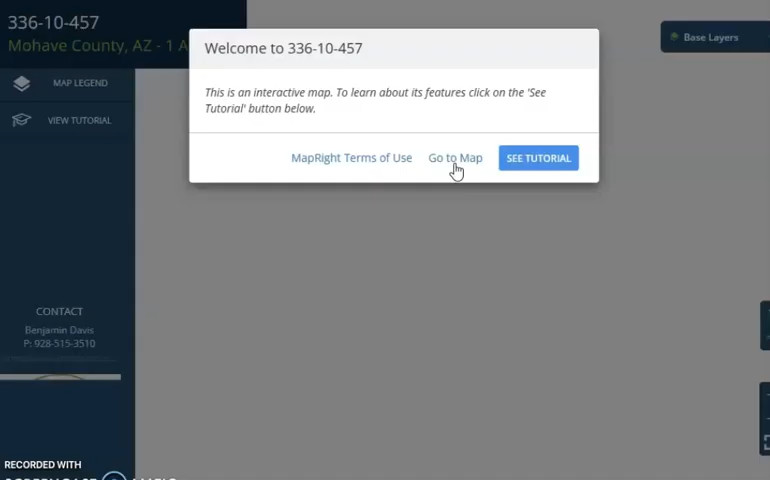 336-10-457
Mohave County, AZ - 1 A
Welcome to 336-10-457
Base Layers
MAP LEGEND
This is an interactive map. To learn about its features click on the 'See
Tutorial' button below.
VIEW TUTORIAL
MapRight Terms of Use
Go to Map
SEE TUTORIAL
CONTACT
Benjamin Davis
P: 928-515-3510
RECORDED WITH